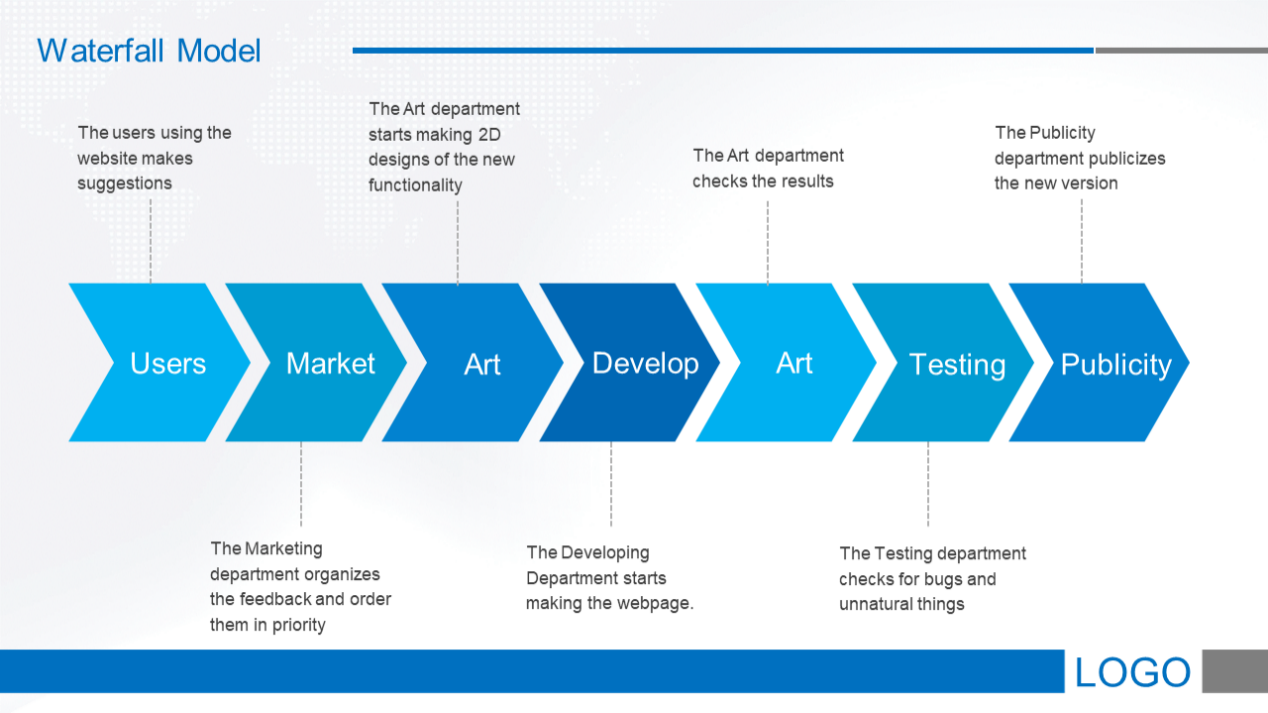 Waterfall Model
The users using the
website makes
suggestions
The Art department
starts making 2D
designs of the new
functionality
The Art department
checks the results
The Publicity
department publicizes
the new version
Users
Market
Art
Develop
Art
Testing
Publicity
The Marketing
department organizes
the feedback and order
them in priority
The Developing
Department starts
making the webpage.
The Testing department
checks for bugs and
unnatural things
LOGO